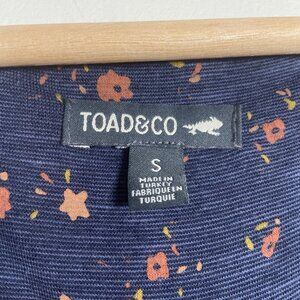 TOAD&CO
S
MADE IN
TURKEY
FABRIQUE EN
TURQUIE